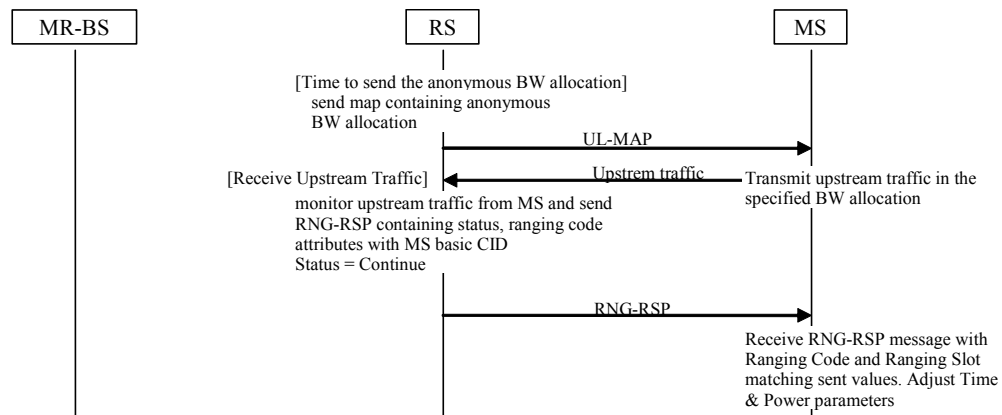 MR-BS
RS
MS
[Time to send the anonymous BW allocation]
send map containing anonymous
BW allocation
UL-MAP
[Receive Upstream Traffic]
Upstrem traffic
Transmit upstream traffic in the
specified BW allocation
monitor upstream traffic from MS and send
RNG-RSP containing status, ranging code
attributes with MS basic CID
Status = Continue
RNG-RSP
Receive RNG-RSP message with
Ranging Code and Ranging Slot
matching sent values. Adjust Time
& Power parameters